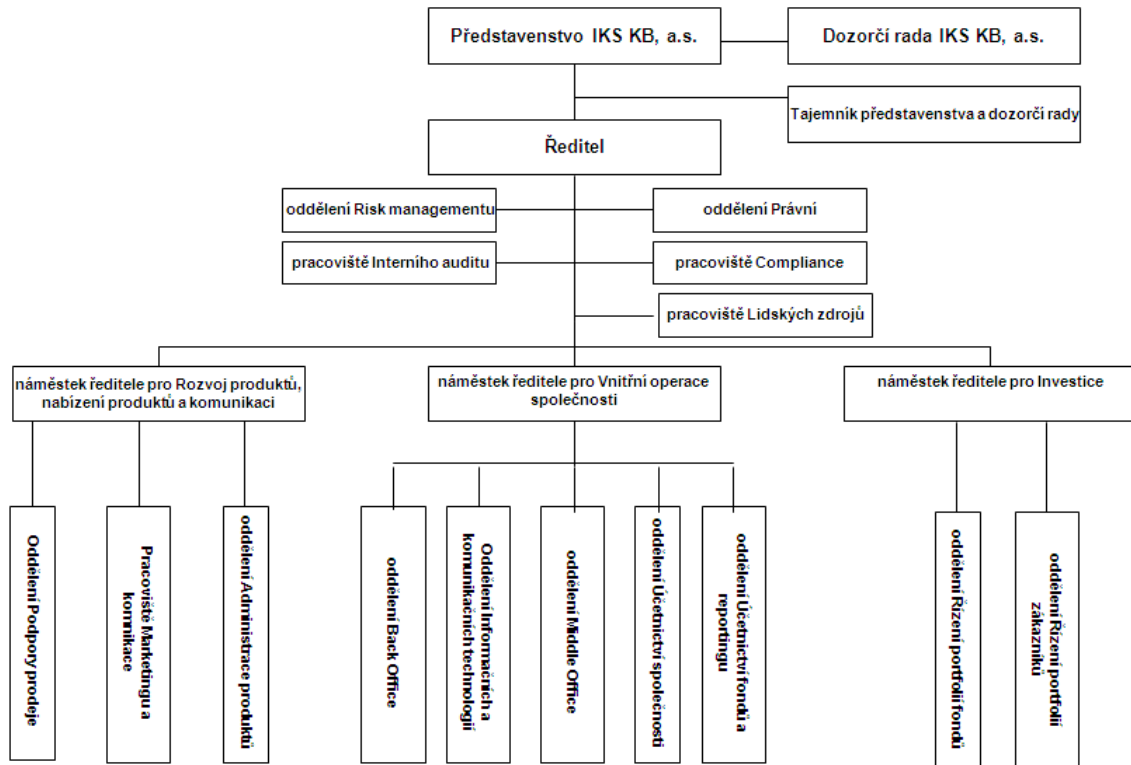 Představenstvo IKS KB, a.s.
Dozorčí rada IKS KB, a.s.
Tajemník představenstva a dozorčí rady
Ředitel
oddělení Risk managementu
oddělení Právní
pracoviště Interního auditu
pracoviště Compliance
pracoviště Lidských zdrojů
náměstek ředitele pro Rozvoj produktů,
nabízení produktů a komunikaci
náměstek ředitele pro Vnitřní operace
společnosti
náměstek ředitele pro Investice
Oddělení Podpory prodeje
Pracoviště Marketingu a
komnikace
oddělení Administrace produktů
oddělení Back Office
Oddělení Informačních a
komunikačních technologií
oddělení Middle Office
oddělení Účetnictví společnosti
oddělení Účetnictví fondů a
reportingu
oddělení Řízení portfolií fondů
oddělení Řízení portfolií
zákazníků